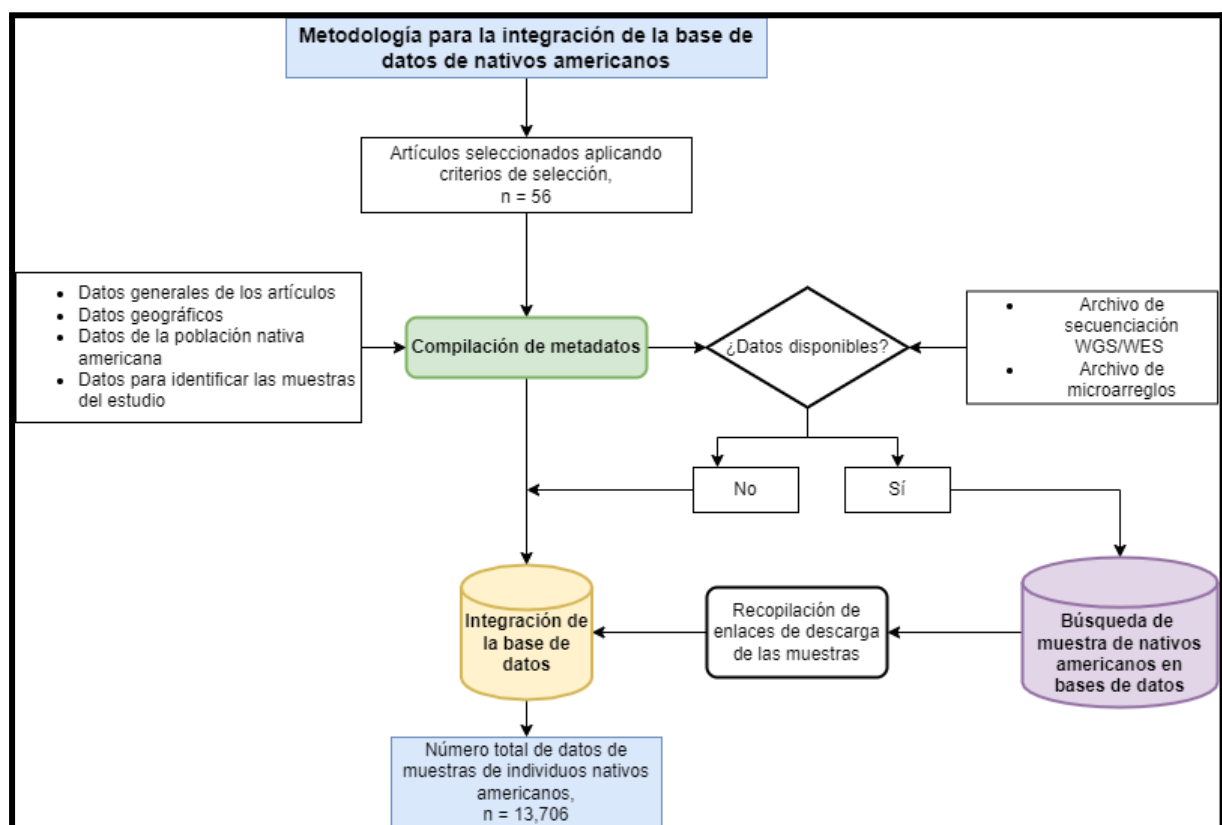 Metodología para la integración de la base de
datos de nativos americanos
Artículos seleccionados aplicando
criterios de selección,
n = 56
• Datos generales de los artículos
• Datos geográficos
• Datos de la población nativa
americana
• Datos para identificar las muestras
del estudio
Compilación de metadatos
¿Datos disponibles?
• Archivo de
secuenciación
WGS/WES
• Archivo de
microarreglos
No
Sí
Integración de
la base de
datos
Recopilación de
enlaces de descarga
de las muestras
Búsqueda de
muestra de nativos
americanos en
bases de datos
Número total de datos de
muestras de individuos nativos
americanos,
n = 13,706